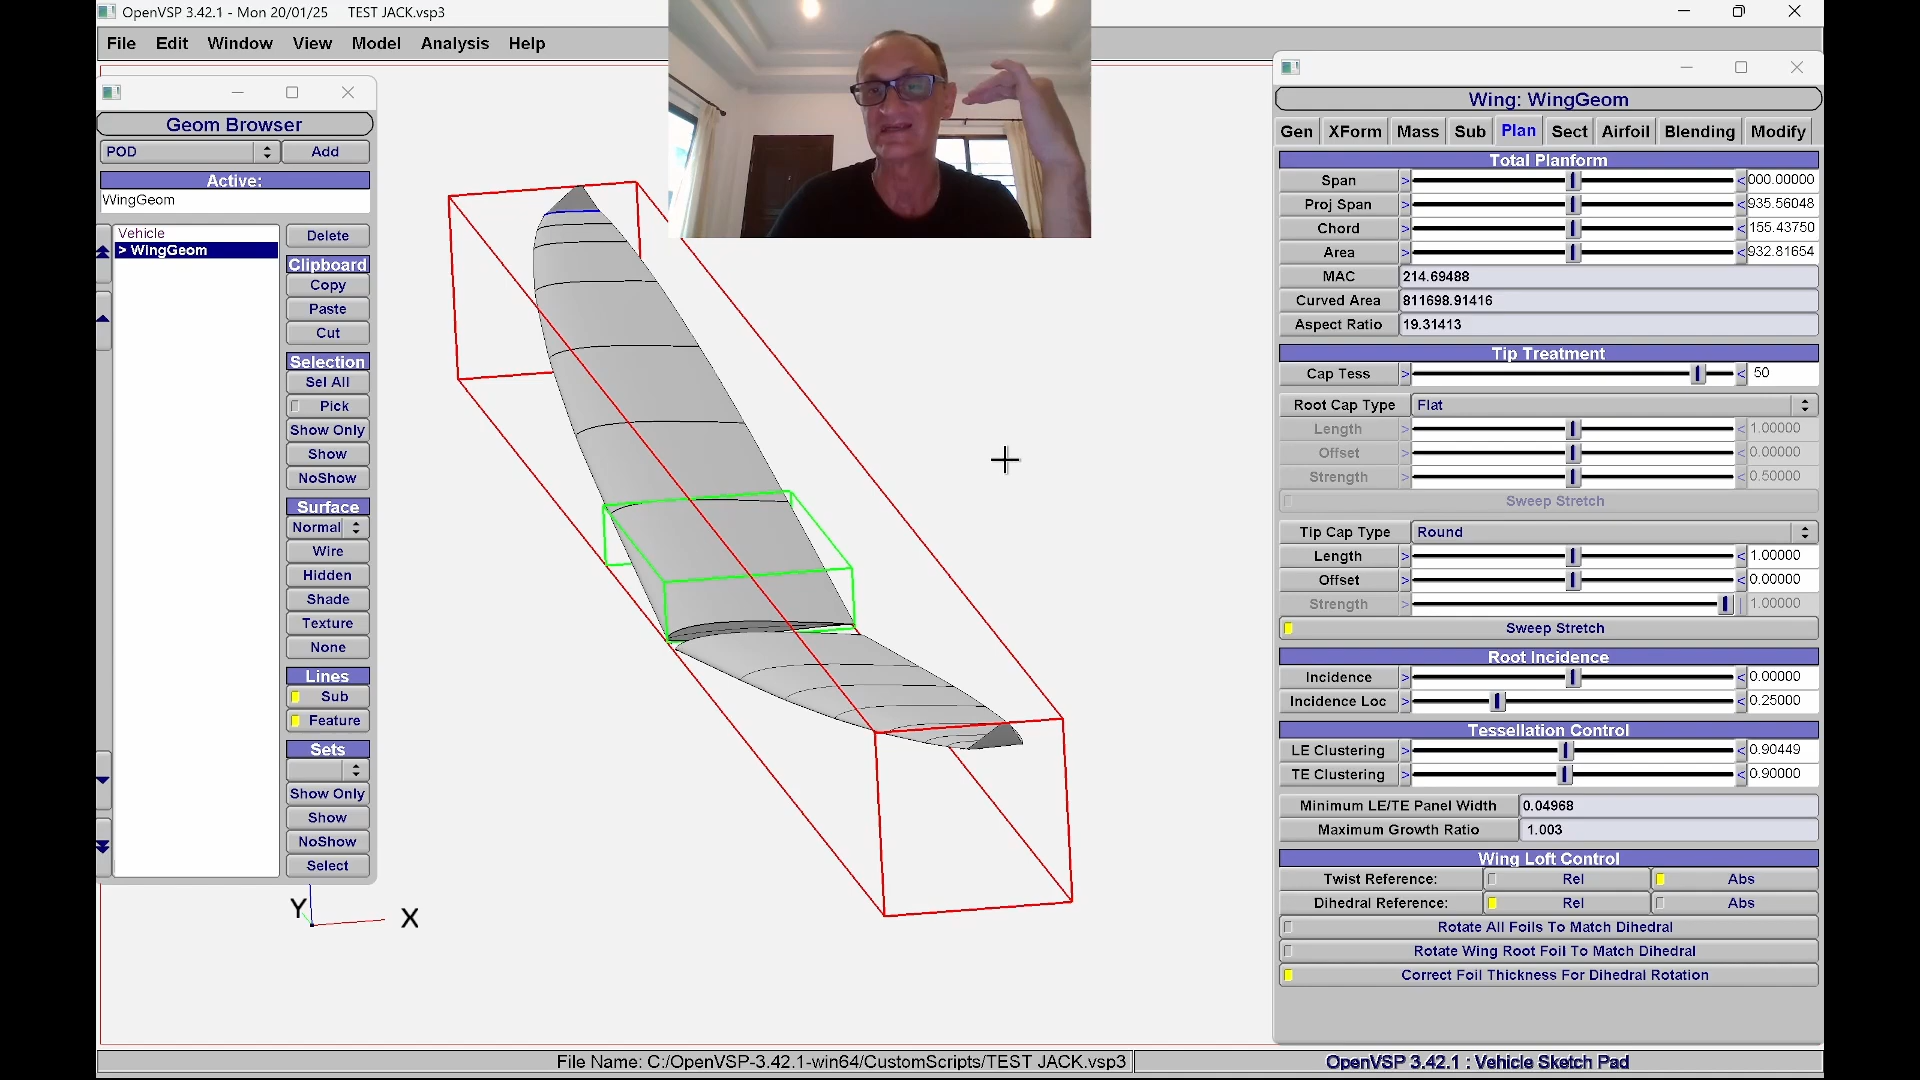 OpenVSP 3.42.1 - Mon 20/01/25 TEST JACK.vsp3
File Edit Window View Model Analysis Help
Geom Browser
POD Add
Active:
WingGeom
Vehicle
> WingGeom
Delete
Clipboard
Copy
Paste
Cut
Selection
Sel All
Pick
Show Only
Show
NoShow
Surface
Normal
Wire
Hidden
Shade
Texture
None
Lines
Sub
Feature
Sets
Show Only
Show
NoShow
Select
Y X
Wing: WingGeom
Gen XForm Mass Sub Plan Sect Airfoil Blending Modify
Total Planform
Span > < 000.00000
Proj Span > < 935.56048
Chord > < 155.43750
Area > < 932.81654
MAC 214.69488
Curved Area 811698.91416
Aspect Ratio 19.31413
Tip Treatment
Cap Tess > < 50
Root Cap Type Flat
Length > < 1.00000
Offset > < 0.00000
Strength > < 0.50000
Sweep Stretch
Tip Cap Type Round
Length > < 1.00000
Offset > < 0.00000
Strength > | 1.00000
Sweep Stretch
Root Incidence
Incidence > < 0.00000
Incidence Loc > < 0.25000
Tessellation Control
LE Clustering > < 0.90449
TE Clustering > < 0.90000
Minimum LE/TE Panel Width 0.04968
Maximum Growth Ratio 1.003
Wing Loft Control
Twist Reference: Rel Abs
Dihedral Reference: Rel Abs
Rotate All Foils To Match Dihedral
Rotate Wing Root Foil To Match Dihedral
Correct Foil Thickness For Dihedral Rotation
File Name: C:/OpenVSP-3.42.1-win64/CustomScripts/TEST JACK.vsp3
OpenVSP 3.42.1 : Vehicle Sketch Pad